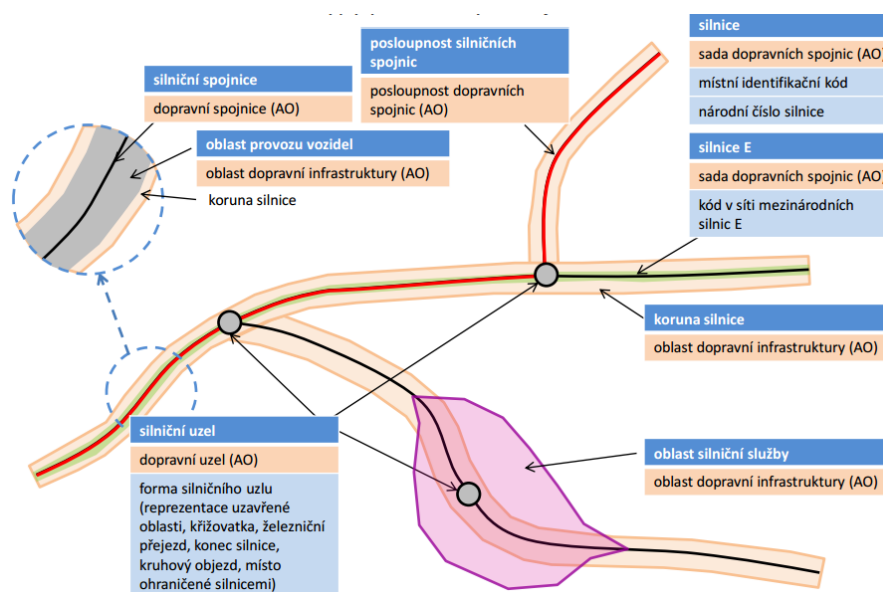 silniční spojnice
dopravní spojnice (AO)
oblast provozu vozidel
oblast dopravní infrastruktury (AO)
koruna silnice
posloupnost silničních
spojnic
posloupnost dopravních
spojnic (AO)
silnice
sada dopravních spojnic (AO)
místní identifikační kód
národní číslo silnice
silnice E
sada dopravních spojnic (AO)
kód v síti mezinárodních
silnic E
koruna silnice
oblast dopravní infrastruktury (AO)
silniční uzel
dopravní uzel (AO)
forma silničního uzlu
(reprezentace uzavřené
oblasti, křižovatka, železniční
přejezd, konec silnice,
kruhový objezd, místo
ohraničené silnicemi)
oblast silniční služby
oblast dopravní infrastruktury (AO)